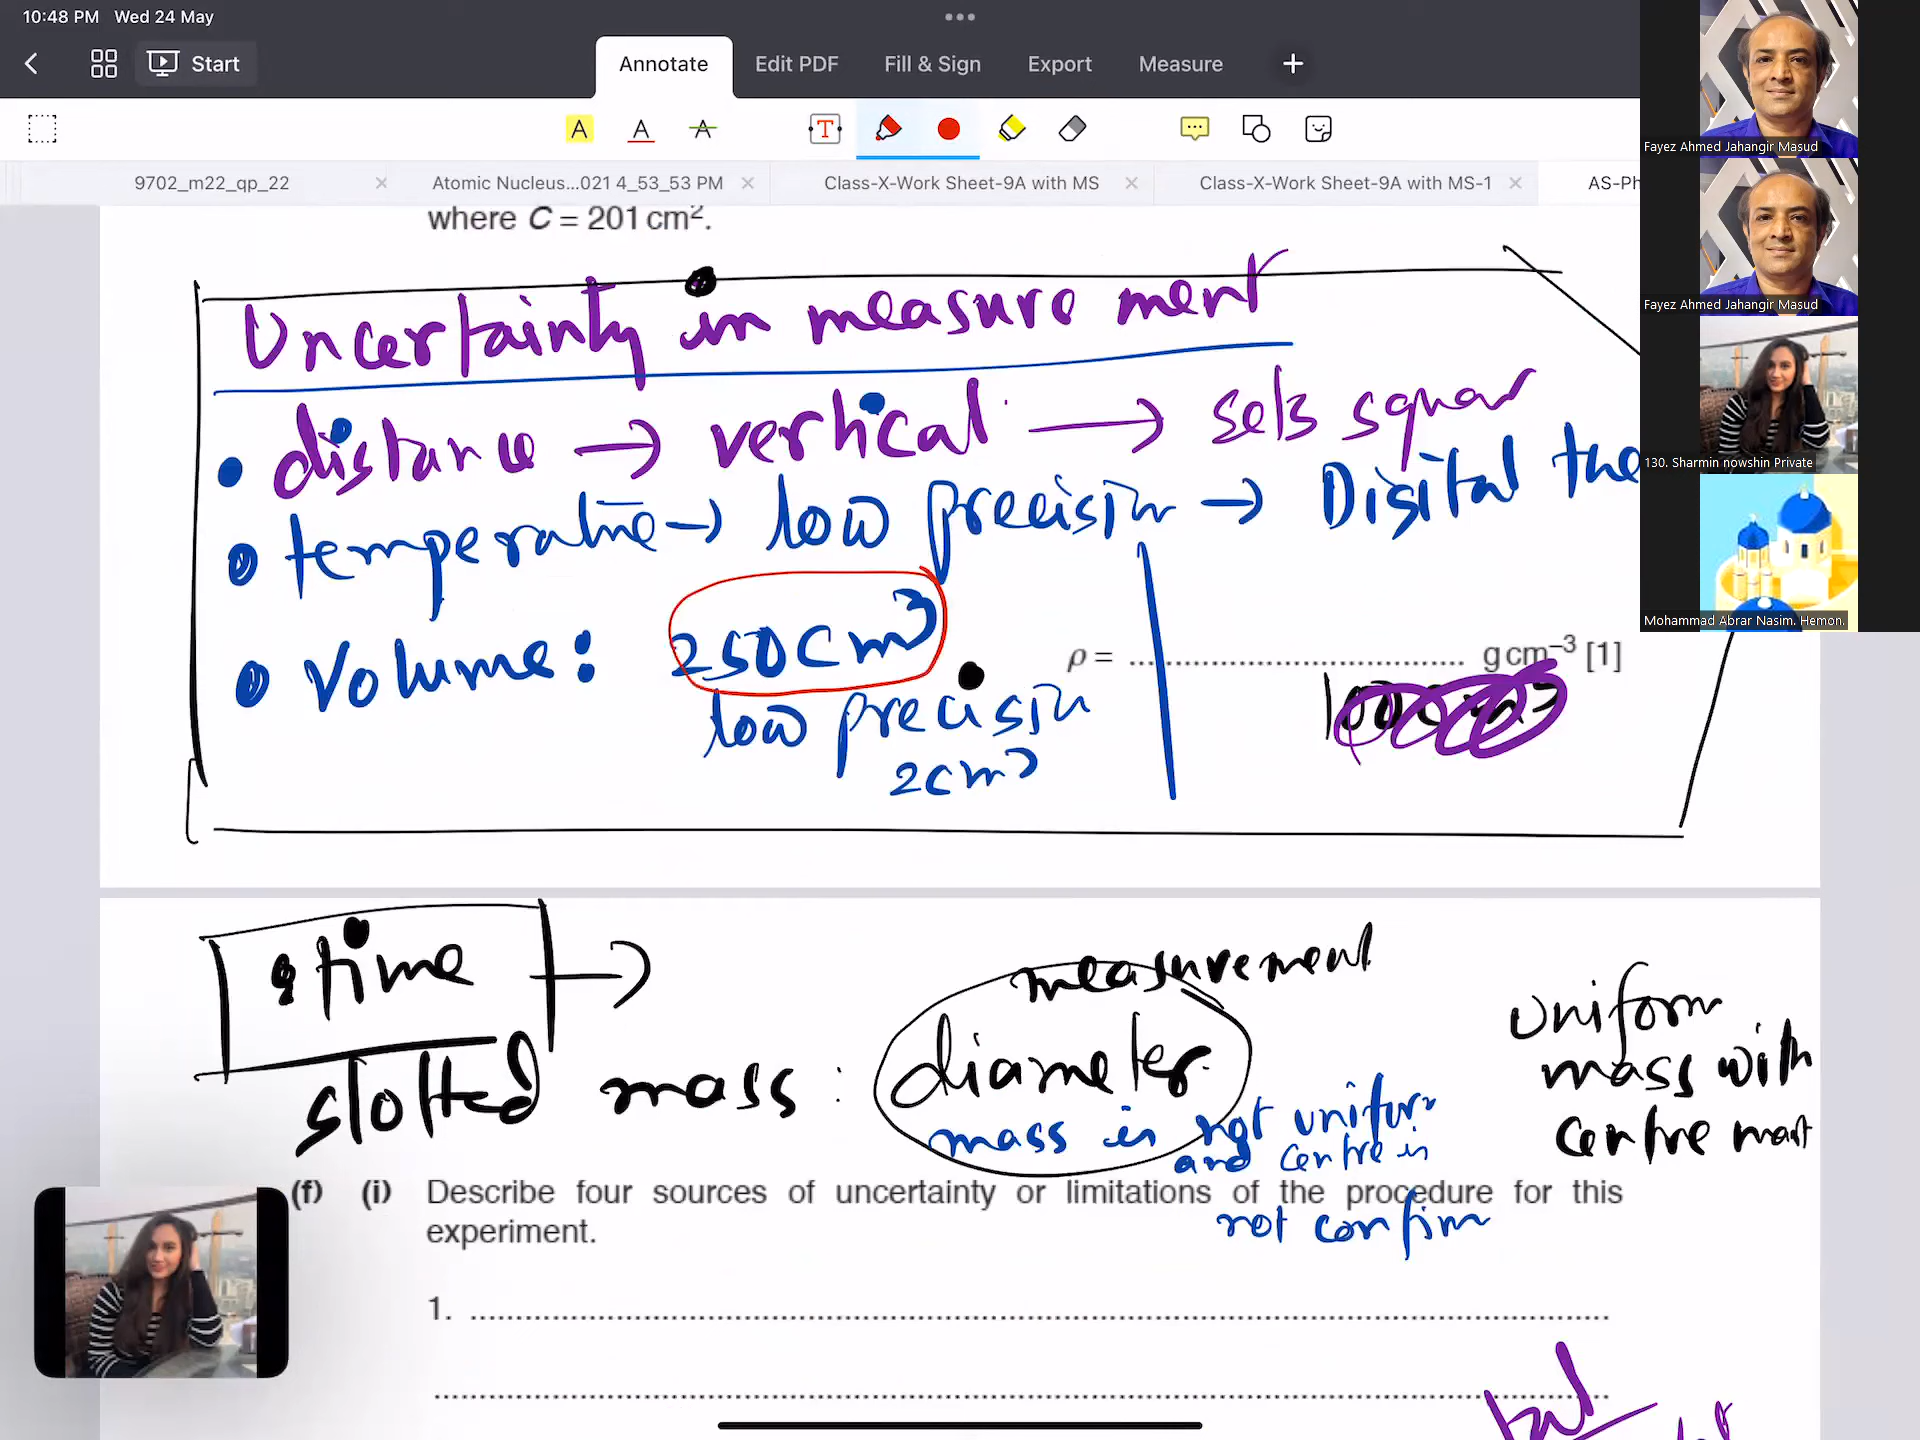 10:48 PM Wed 24 May
Start
Annotate
Edit PDF
Fill & Sign
Export
Measure
9702_m22_qp_22
Atomic Nucleus...021 4_53_53 PM
Class-X-Work Sheet-9A with MS
Class-X-Work Sheet-9A with MS-1
AS-Ph
where C = 201 cm².
Uncertainty in measurement
• distance → vertical → sets square
• temperature → low precision → Digital the
• Volume: 250cm³
ρ = ........ g cm⁻³ [1]
low precision
2cm³
time →
measurement
slotted mass : diameter
mass is not uniform
and centre is
not confirm
uniform
mass with
centre mark
(f) (i) Describe four sources of uncertainty or limitations of the procedure for this
experiment.
1. ........
Fayez Ahmed Jahangir Masud
Fayez Ahmed Jahangir Masud
130. Sharmin nowshin Private
Mohammad Abrar Nasim. Hemon.